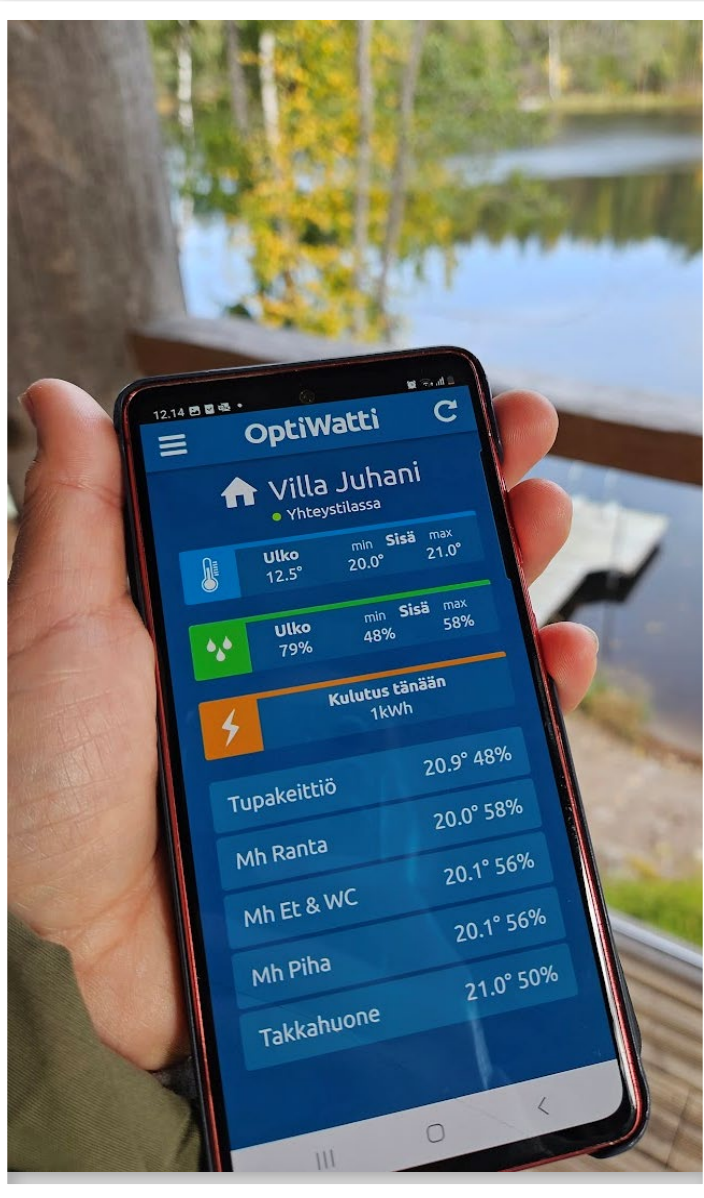 12.14
OptiWatti
Villa Juhani
Yhteystilassa
Ulko min Sisä max
12.5° 20.0° 21.0°
Ulko min Sisä max
79% 48% 58%
Kulutus tänään
1kWh
Tupakeittiö 20.9° 48%
Mh Ranta 20.0° 58%
Mh Et & WC 20.1° 56%
Mh Piha 20.1° 56%
Takkahuone 21.0° 50%